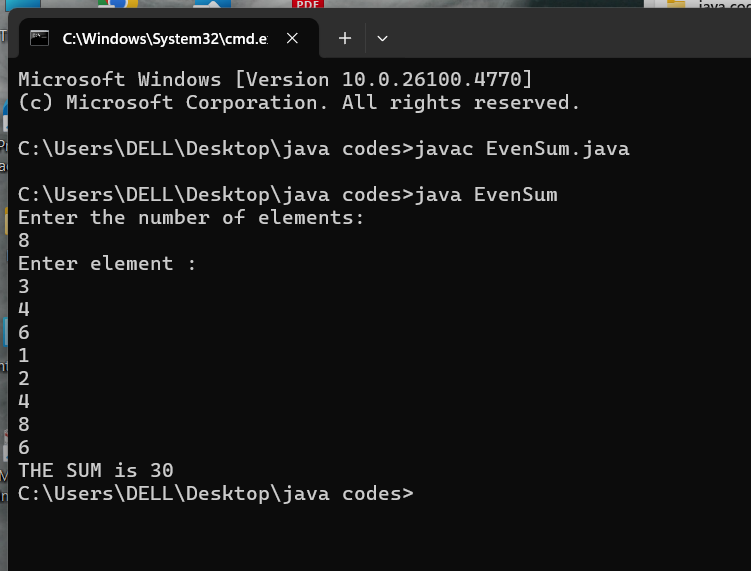 PDF
java cod
C:\Windows\System32\cmd.e
Microsoft Windows [Version 10.0.26100.4770]
(c) Microsoft Corporation. All rights reserved.
C:\Users\DELL\Desktop\java codes>javac EvenSum.java
C:\Users\DELL\Desktop\java codes>java EvenSum
Enter the number of elements:
8
Enter element :
3
4
6
1
2
4
8
6
THE SUM is 30
C:\Users\DELL\Desktop\java codes>